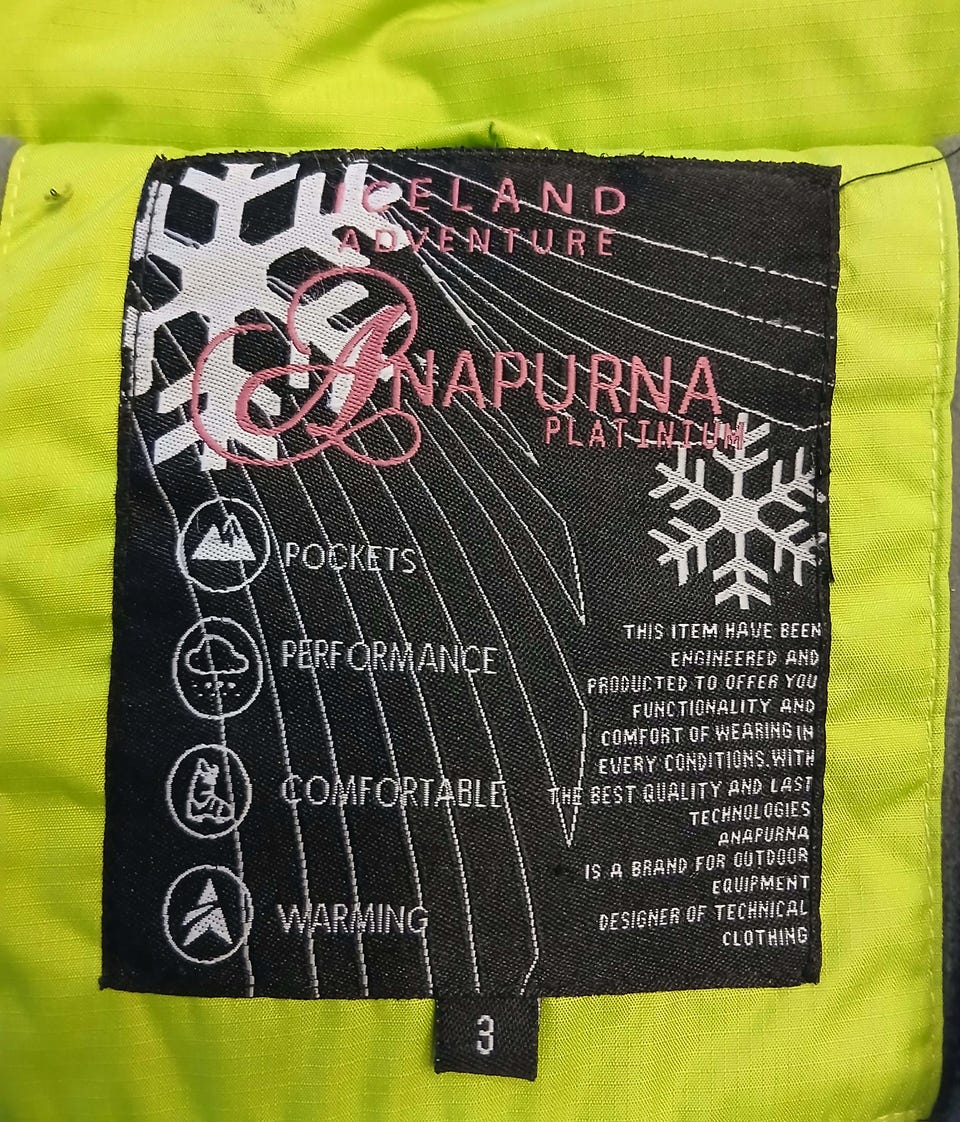 ICELAND
ADVENTURE
ANAPURNA
PLATINIUM
POCKETS
PERFORMANCE
COMFORTABLE
WARMING
THIS ITEM HAVE BEEN
ENGINEERED AND
PRODUCTED TO OFFER YOU
FUNCTIONALITY AND
COMFORT OF WEARING IN
EVERY CONDITIONS.WITH
THE BEST QUALITY AND LAST
TECHNOLOGIES
ANAPURNA
IS A BRAND FOR OUTDOOR
EQUIPMENT
DESIGNER OF TECHNICAL
CLOTHING
3